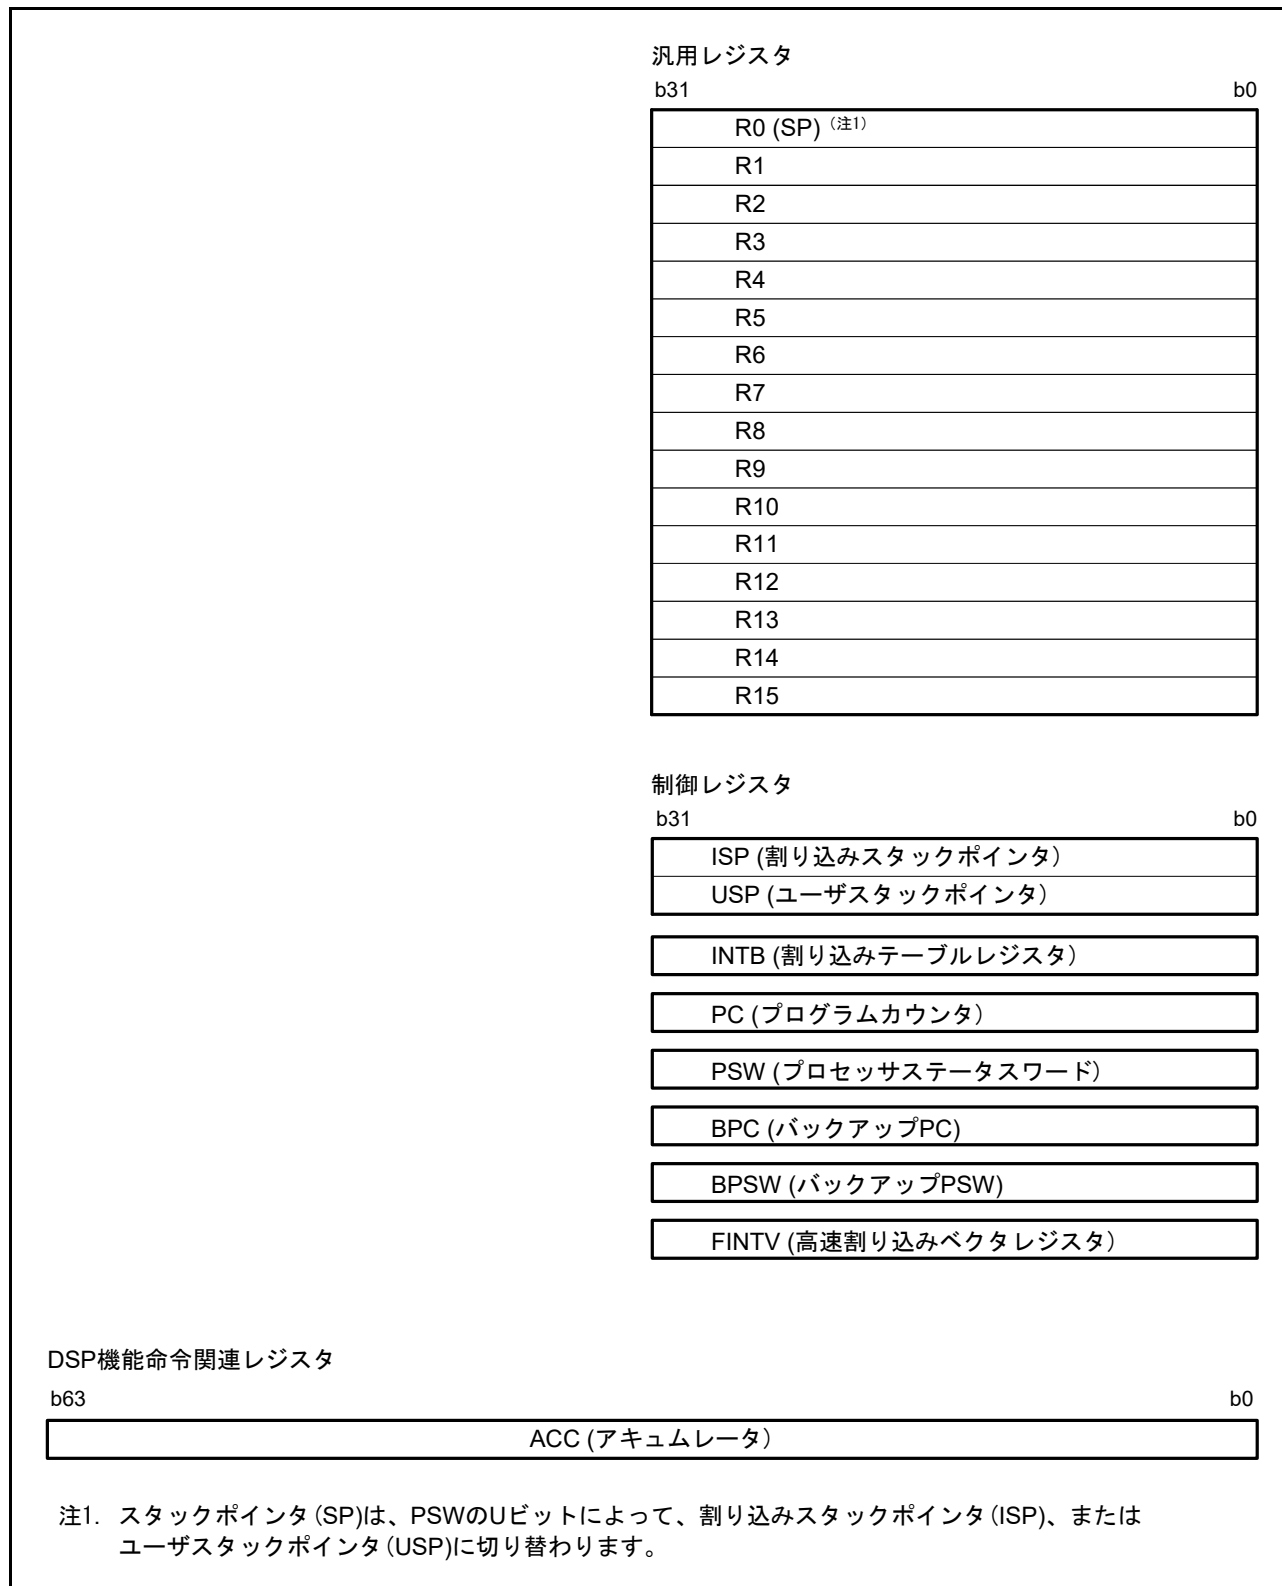 汎用レジスタ
b31 b0
R0 (SP) (注1)
R1
R2
R3
R4
R5
R6
R7
R8
R9
R10
R11
R12
R13
R14
R15
制御レジスタ
b31 b0
ISP (割り込みスタックポインタ)
USP (ユーザスタックポインタ)
INTB (割り込みテーブルレジスタ)
PC (プログラムカウンタ)
PSW (プロセッサステータスワード)
BPC (バックアップPC)
BPSW (バックアップPSW)
FINTV (高速割り込みベクタレジスタ)
DSP機能命令関連レジスタ
b63 b0
ACC (アキュムレータ)
注1. スタックポインタ(SP)は、PSWのUビットによって、割り込みスタックポインタ(ISP)、または
ユーザスタックポインタ(USP)に切り替わります。